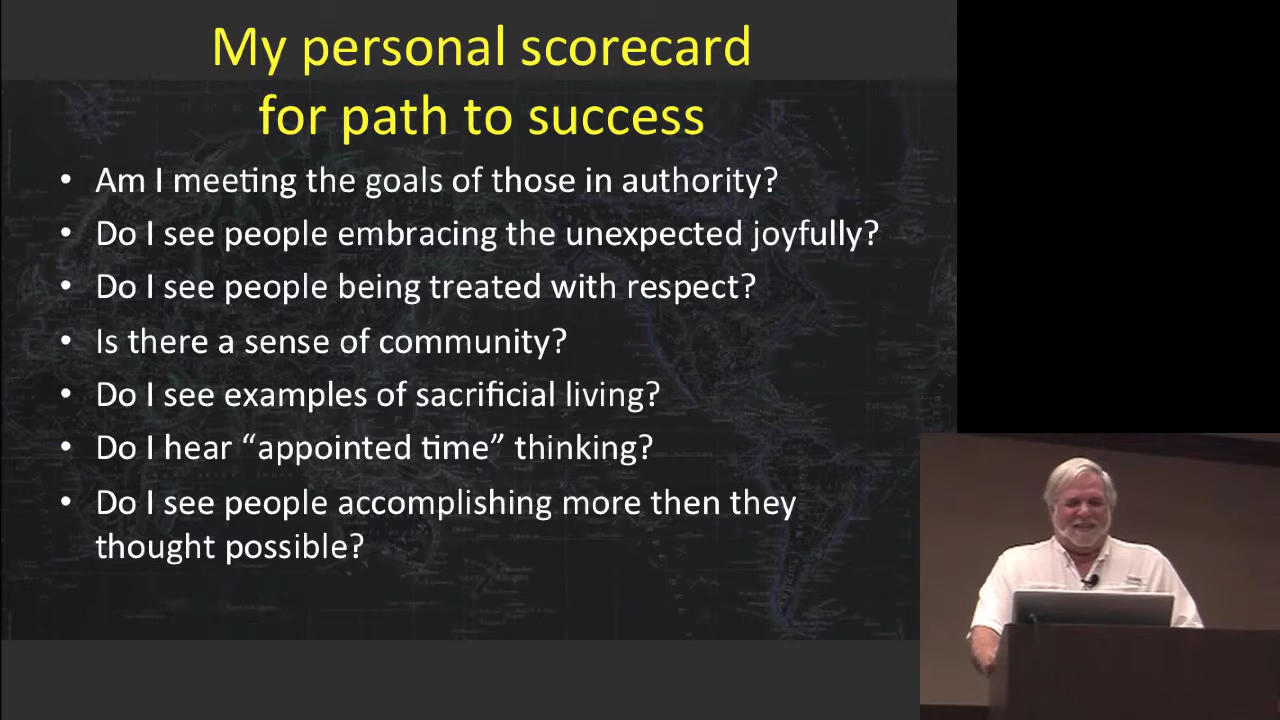 My personal scorecard
for path to success
• Am I meeting the goals of those in authority?
• Do I see people embracing the unexpected joyfully?
• Do I see people being treated with respect?
• Is there a sense of community?
• Do I see examples of sacrificial living?
• Do I hear “appointed time” thinking?
• Do I see people accomplishing more then they
thought possible?